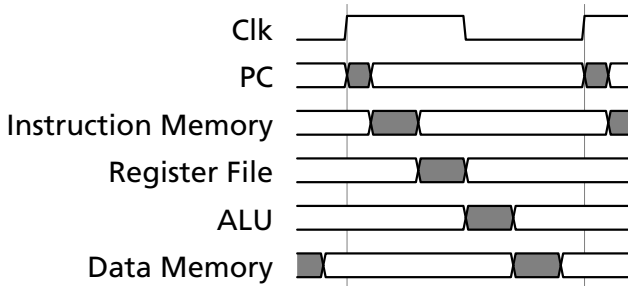 Clk
PC
Instruction Memory
Register File
ALU
Data Memory